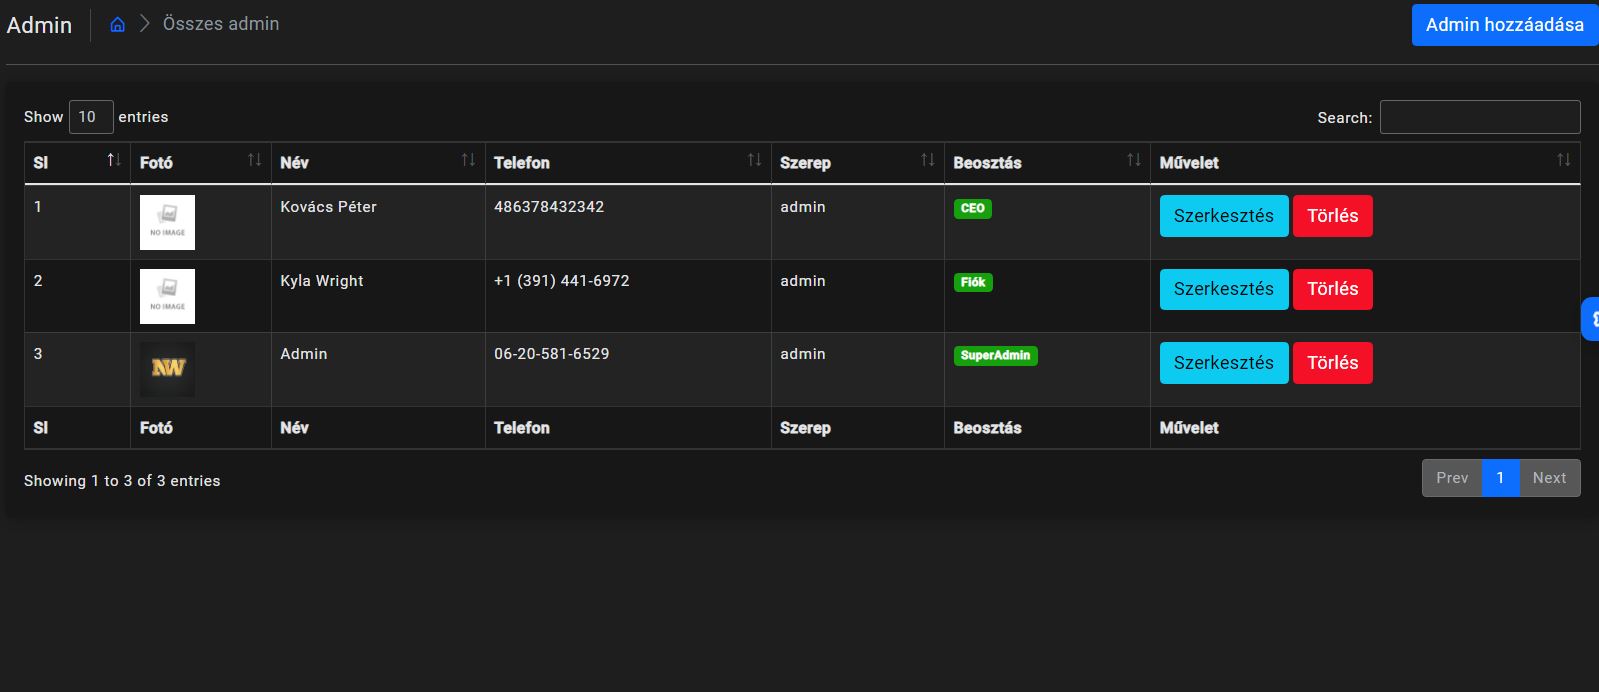 Admin Összes admin Admin hozzáadása
Show 10 entries Search:
Sl Fotó Név Telefon Szerep Beosztás Művelet
1 NO IMAGE Kovács Péter 486378432342 admin CEO Szerkesztés Törlés
2 NO IMAGE Kyla Wright +1 (391) 441-6972 admin Fiók Szerkesztés Törlés
3 NW Admin 06-20-581-6529 admin SuperAdmin Szerkesztés Törlés
Sl Fotó Név Telefon Szerep Beosztás Művelet
Showing 1 to 3 of 3 entries Prev 1 Next